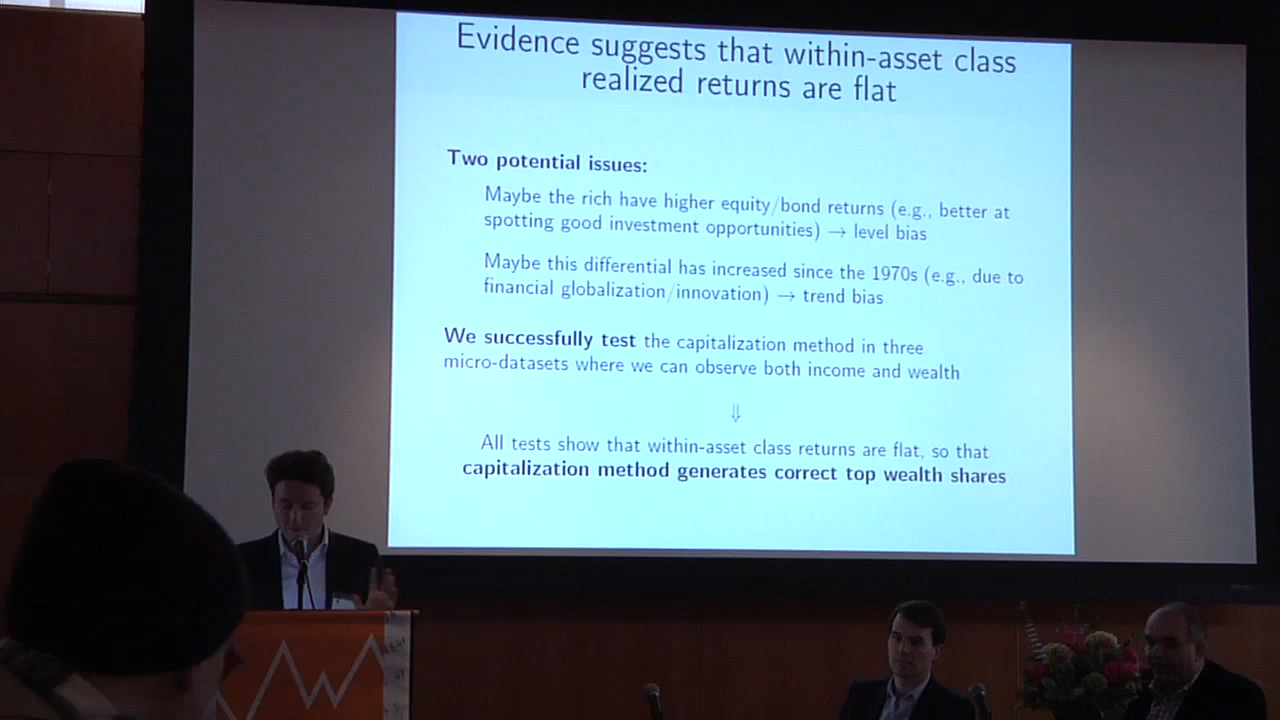 Evidence suggests that within-asset class
realized returns are flat
Two potential issues:
Maybe the rich have higher equity/bond returns (e.g., better at
spotting good investment opportunities) → level bias
Maybe this differential has increased since the 1970s (e.g., due to
financial globalization/innovation) → trend bias
We successfully test the capitalization method in three
micro-datasets where we can observe both income and wealth
⇓
All tests show that within-asset class returns are flat, so that
capitalization method generates correct top wealth shares